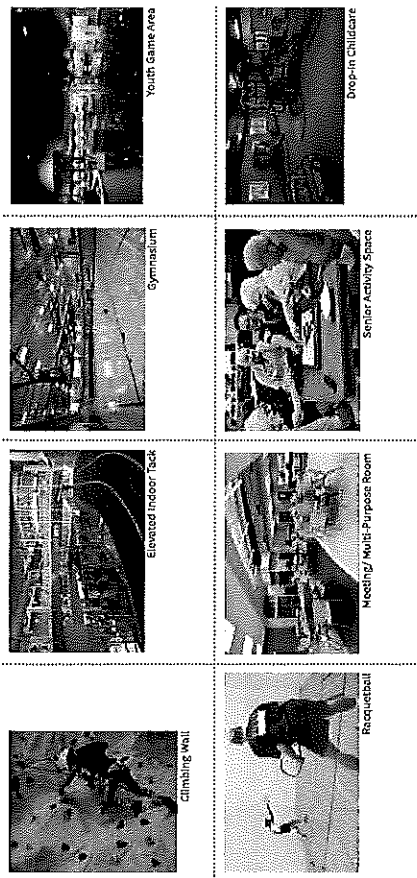 Climbing Wall
Elevated Indoor Tack
Gymnasium
Youth Game Area
Racquetball
Meeting/ Multi-Purpose Room
Senior Activity Space
Drop-in Childcare